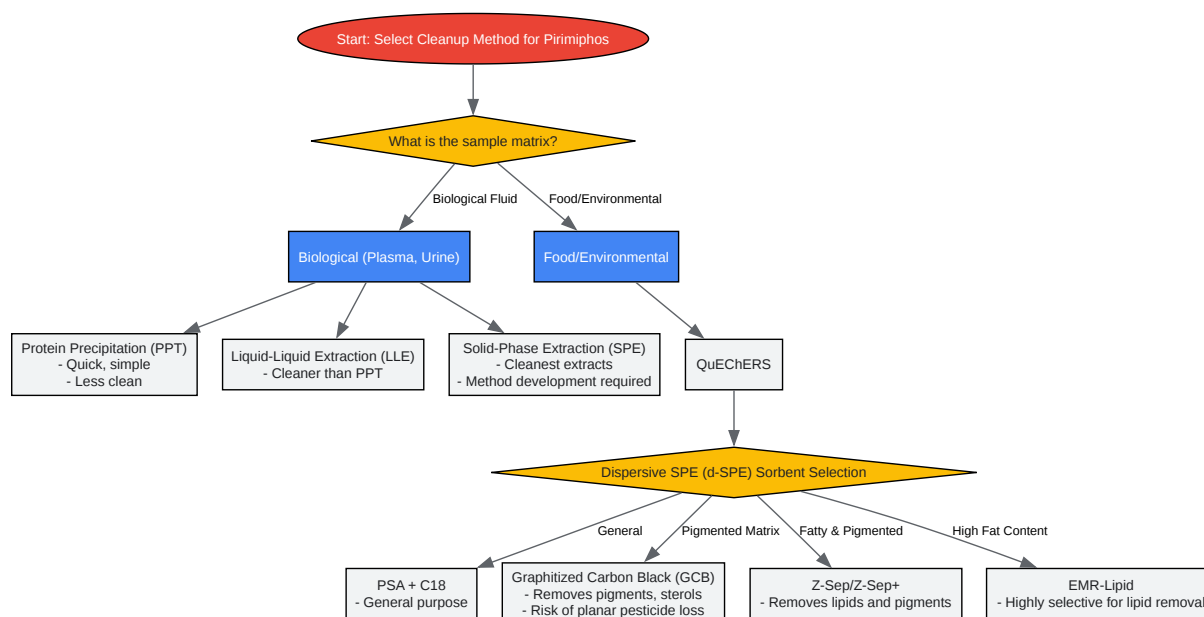 Start: Select Cleanup Method for Pirimiphos
What is the sample matrix?
Biological Fluid
Food/Environmental
Biological (Plasma, Urine)
Food/Environmental
Protein Precipitation (PPT)
- Quick, simple
- Less clean
Liquid-Liquid Extraction (LLE)
- Cleaner than PPT
Solid-Phase Extraction (SPE)
- Cleanest extracts
- Method development required
QuEChERS
Dispersive SPE (d-SPE) Sorbent Selection
General
Pigmented Matrix
Fatty & Pigmented
High Fat Content
PSA + C18
- General purpose
Graphitized Carbon Black (GCB)
- Removes pigments, sterols
- Risk of planar pesticide loss
Z-Sep/Z-Sep+
- Removes lipids and pigments
EMR-Lipid
- Highly selective for lipid removal